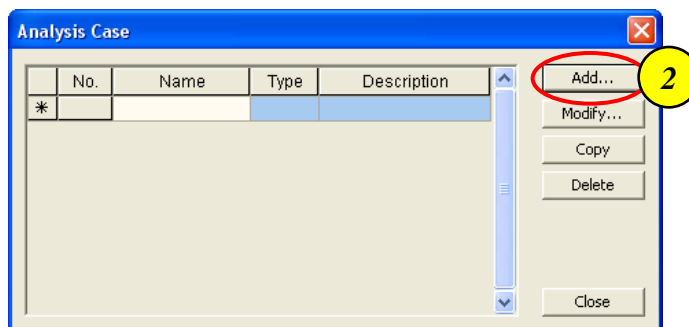 Analysis Case
No. Name Type Description
*
Add...
2
Modify...
Copy
Delete
Close